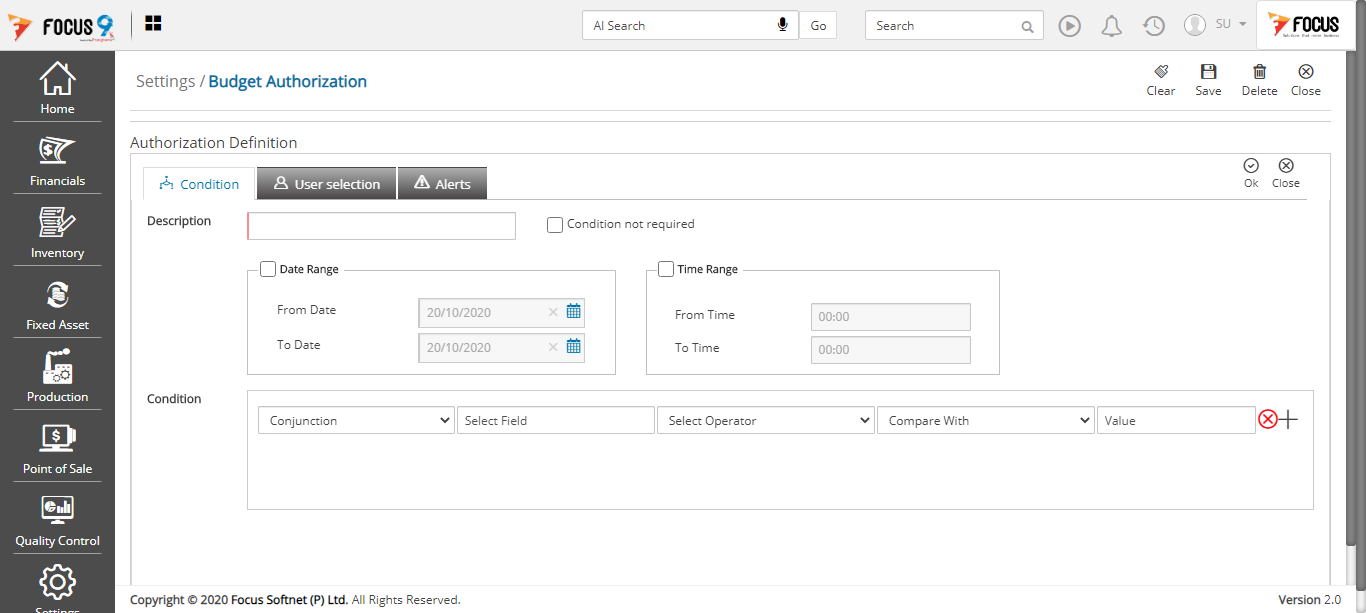 FOCUS 9
AI Search
Go
Search
SU
FOCUS
Home
Financials
Inventory
Fixed Asset
Production
Point of Sale
Quality Control
Settings
Settings / Budget Authorization
Clear
Save
Delete
Close
Authorization Definition
Condition
User selection
Alerts
Ok
Close
Description
Condition not required
Date Range
From Date
20/10/2020
To Date
20/10/2020
Time Range
From Time
00:00
To Time
00:00
Condition
Conjunction
Select Field
Select Operator
Compare With
Value
Copyright © 2020 Focus Softnet (P) Ltd. All Rights Reserved.
Version 2.0